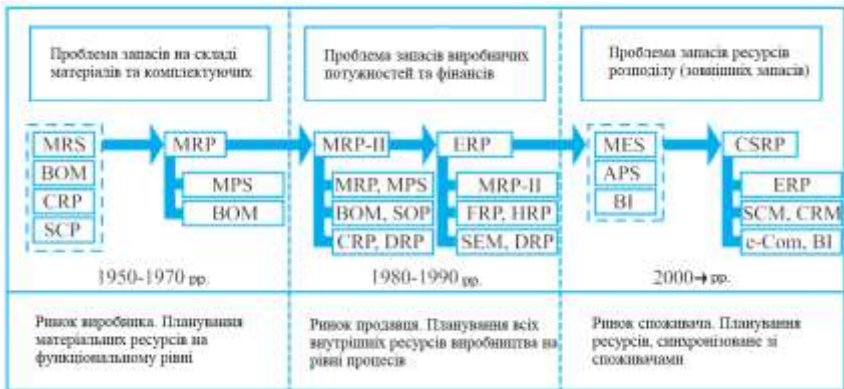 Проблема запасів на складі
матеріалів та комплектуючих
Проблема запасів виробничих
потужностей та фінансів
Проблема запасів ресурсів
розподілу (зовнішніх запасів)
MRS
BOM
CRP
SCP
MRP
MPS
BOM
MRP-II
MRP, MPS
BOM, SOP
CRP, DRP
ERP
MRP-II
FRP, HRP
SEM, DRP
MES
APS
BI
CSRP
ERP
SCM, CRM
e-Com, BI
1950-1970 рр.
1980-1990 рр.
2000→ рр.
Ринок виробника. Планування
матеріальних ресурсів на
функціональному рівні
Ринок продавця. Планування всіх
внутрішніх ресурсів виробництва на
рівні процесів
Ринок споживача. Планування
ресурсів, синхронізоване зі
споживачами